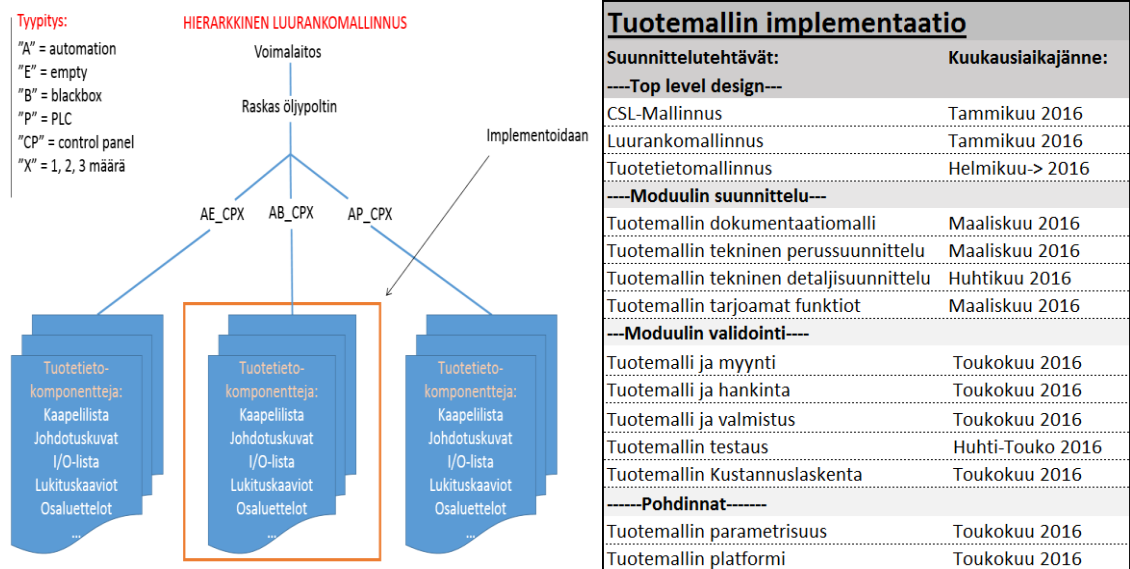 Tyypitys:
"A" = automation
"E" = empty
"B" = blackbox
"P" = PLC
"CP" = control panel
"X" = 1, 2, 3 määrä
HIERARKKINEN LUURANKOMALLINNUS
Voimalaitos
Raskas öljypoltin
Implementoidaan
AE_CPX
AB_CPX
AP_CPX
Tuotetieto-
komponentteja:
Kaapelilista
Johdotuskuvat
I/O-lista
Lukituskaaviot
Osaluettelot
...
Tuotetieto-
komponentteja:
Kaapelilista
Johdotuskuvat
I/O-lista
Lukituskaaviot
Osaluettelot
...
Tuotetieto-
komponentteja:
Kaapelilista
Johdotuskuvat
I/O-lista
Lukituskaaviot
Osaluettelot
...
Tuotemallin implementaatio
Suunnittelutehtävät: Kuukausiaikajänne:
----Top level design---
CSL-Mallinnus Tammikuu 2016
Luurankomallinnus Tammikuu 2016
Tuotetietomallinnus Helmikuu-> 2016
----Moduulin suunnittelu---
Tuotemallin dokumentaatiomalli Maaliskuu 2016
Tuotemallin tekninen perussuunnittelu Maaliskuu 2016
Tuotemallin tekninen detaljisuunnittelu Huhtikuu 2016
Tuotemallin tarjoamat funktiot Maaliskuu 2016
---Moduulin validointi----
Tuotemalli ja myynti Toukokuu 2016
Tuotemalli ja hankinta Toukokuu 2016
Tuotemalli ja valmistus Toukokuu 2016
Tuotemallin testaus Huhti-Touko 2016
Tuotemallin Kustannuslaskenta Toukokuu 2016
------Pohdinnat-------
Tuotemallin parametrisuus Toukokuu 2016
Tuotemallin platformi Toukokuu 2016